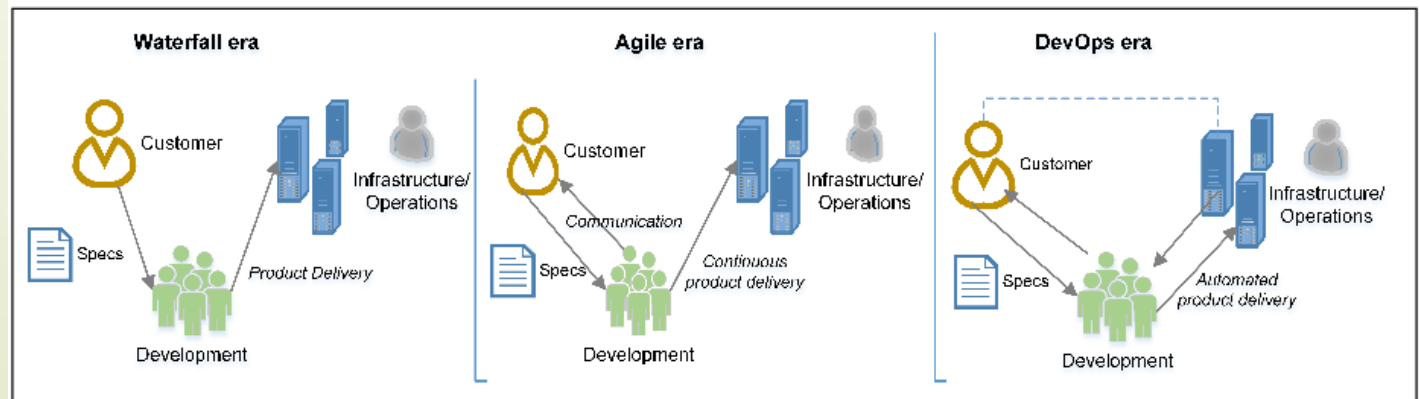 Waterfall era
Customer
Infrastructure/
Operations
Specs
Product Delivery
Development
Agile era
Customer
Infrastructure/
Operations
Communication
Specs
Continuous
product delivery
Development
DevOps era
Customer
Infrastructure/
Operations
Specs
Automated
product delivery
Development